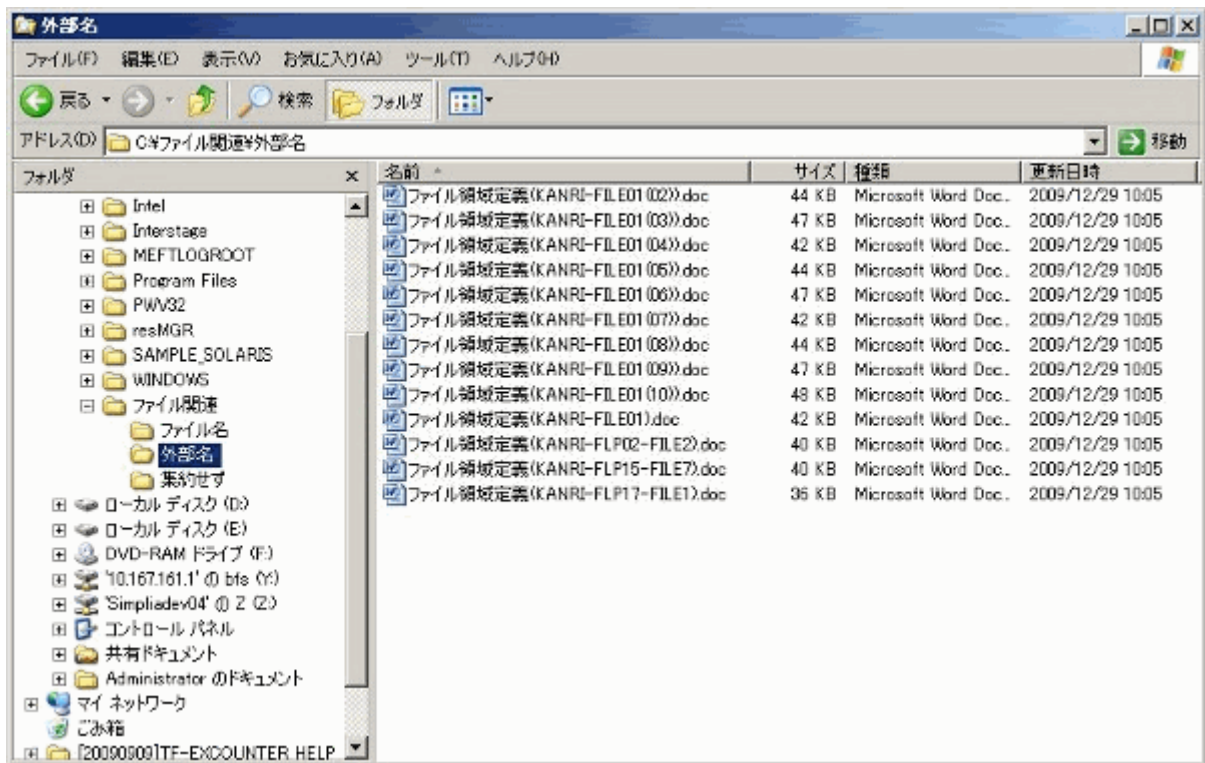 外部名
ファイル(F) 編集(E) 表示(V) お気に入り(A) ツール(T) ヘルプ(H)
戻る 検索 フォルダ
アドレス(D) C:¥ファイル関連¥外部名 移動
フォルダ ×
Intel
Interstage
MEFTLOGROOT
Program Files
PWV32
resMGR
SAMPLE_SOLARIS
WINDOWS
ファイル関連
ファイル名
外部名
集約せず
ローカル ディスク (D:)
ローカル ディスク (E:)
DVD-RAM ドライブ (F:)
'10.167.161.1' の bfs (Y:)
'Simpliadev04' の Z (Z:)
コントロール パネル
共有ドキュメント
Administrator のドキュメント
マイ ネットワーク
ごみ箱
[20090909]TF-EXCOUNTER HELP
名前 サイズ 種類 更新日時
ファイル領域定義(KANRI-FILE01(02)).doc 44 KB Microsoft Word Doc... 2009/12/29 10:05
ファイル領域定義(KANRI-FILE01(03)).doc 47 KB Microsoft Word Doc... 2009/12/29 10:05
ファイル領域定義(KANRI-FILE01(04)).doc 42 KB Microsoft Word Doc... 2009/12/29 10:05
ファイル領域定義(KANRI-FILE01(05)).doc 44 KB Microsoft Word Doc... 2009/12/29 10:05
ファイル領域定義(KANRI-FILE01(06)).doc 47 KB Microsoft Word Doc... 2009/12/29 10:05
ファイル領域定義(KANRI-FILE01(07)).doc 42 KB Microsoft Word Doc... 2009/12/29 10:05
ファイル領域定義(KANRI-FILE01(08)).doc 44 KB Microsoft Word Doc... 2009/12/29 10:05
ファイル領域定義(KANRI-FILE01(09)).doc 47 KB Microsoft Word Doc... 2009/12/29 10:05
ファイル領域定義(KANRI-FILE01(10)).doc 48 KB Microsoft Word Doc... 2009/12/29 10:05
ファイル領域定義(KANRI-FILE01).doc 42 KB Microsoft Word Doc... 2009/12/29 10:05
ファイル領域定義(KANRI-FLP02-FILE2).doc 40 KB Microsoft Word Doc... 2009/12/29 10:05
ファイル領域定義(KANRI-FLP15-FILE7).doc 40 KB Microsoft Word Doc... 2009/12/29 10:05
ファイル領域定義(KANRI-FLP17-FILE1).doc 36 KB Microsoft Word Doc... 2009/12/29 10:05